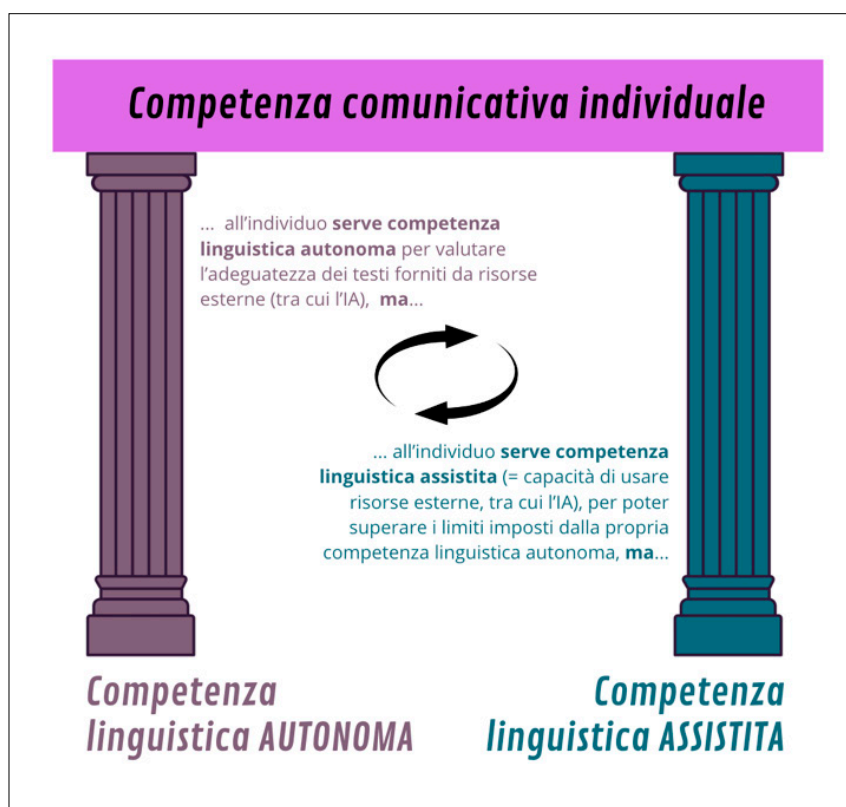 Competenza comunicativa individuale
... all'individuo serve competenza
linguistica autonoma per valutare
l'adeguatezza dei testi forniti da risorse
esterne (tra cui l'IA), ma...
... all'individuo serve competenza
linguistica assistita (= capacità di usare
risorse esterne, tra cui l'IA), per poter
superare i limiti imposti dalla propria
competenza linguistica autonoma, ma...
Competenza
linguistica AUTONOMA
Competenza
linguistica ASSISTITA